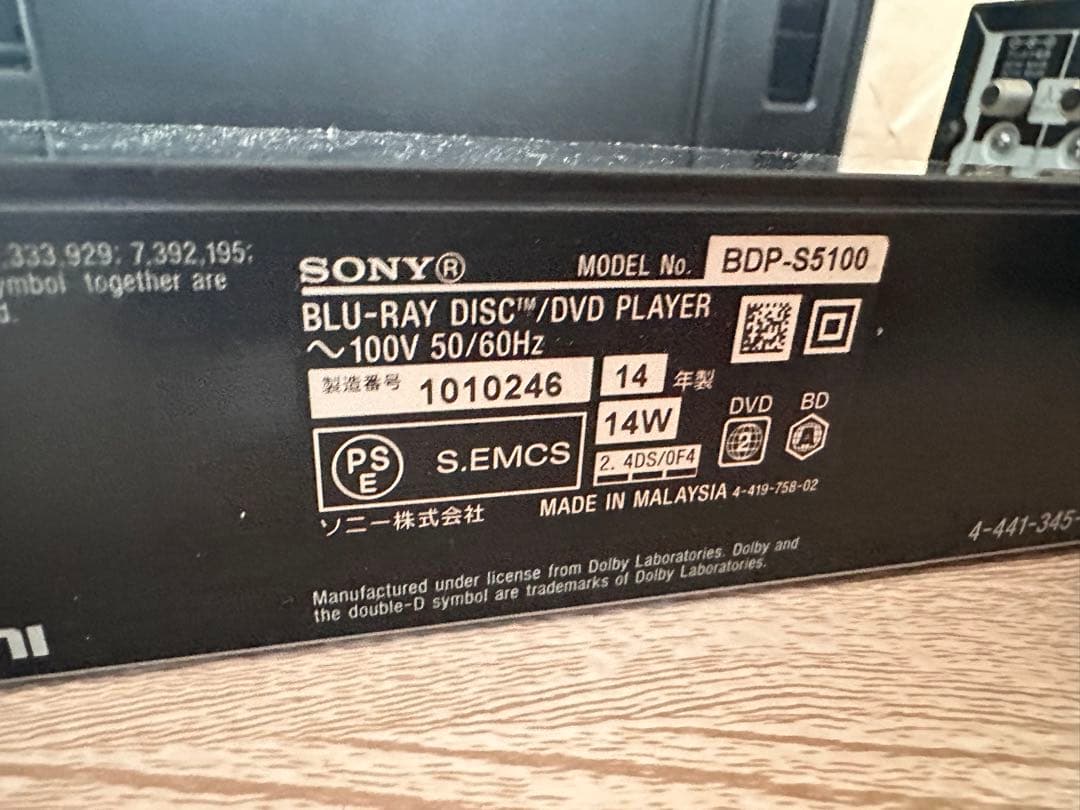 .333,929; 7,392,195;
ymbol together are
d.
SONY® MODEL No. BDP-S5100
BLU-RAY DISC™/DVD PLAYER
～100V 50/60Hz
製造番号 1010246 14 年製
14W
DVD BD
2 A
PSE S.EMCS
2. 4DS/0F4
MADE IN MALAYSIA 4-419-758-02
ソニー株式会社
4-441-345-
Manufactured under license from Dolby Laboratories. Dolby and
the double-D symbol are trademarks of Dolby Laboratories.